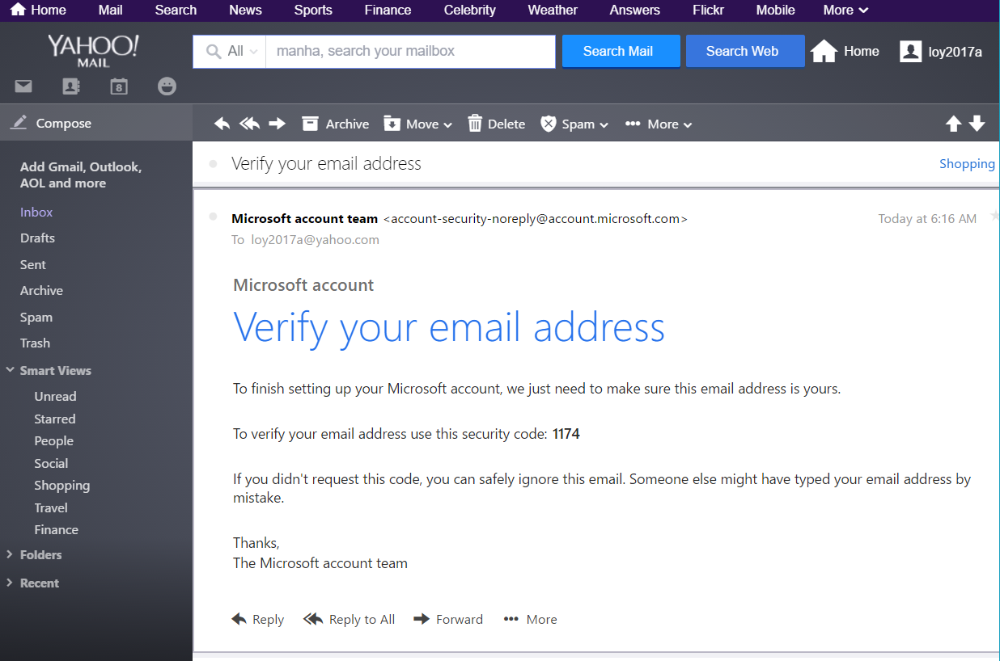 Home Mail Search News Sports Finance Celebrity Weather Answers Flickr Mobile More
YAHOO!
MAIL
All manha, search your mailbox Search Mail Search Web Home loy2017a
8
Compose
Archive Move Delete Spam More
Add Gmail, Outlook,
AOL and more
Inbox
Drafts
Sent
Archive
Spam
Trash
Smart Views
Unread
Starred
People
Social
Shopping
Travel
Finance
Folders
Recent
Verify your email address Shopping
Microsoft account team <account-security-noreply@account.microsoft.com> Today at 6:16 AM
To loy2017a@yahoo.com
Microsoft account
Verify your email address
To finish setting up your Microsoft account, we just need to make sure this email address is yours.
To verify your email address use this security code: 1174
If you didn't request this code, you can safely ignore this email. Someone else might have typed your email address by
mistake.
Thanks,
The Microsoft account team
Reply Reply to All Forward More